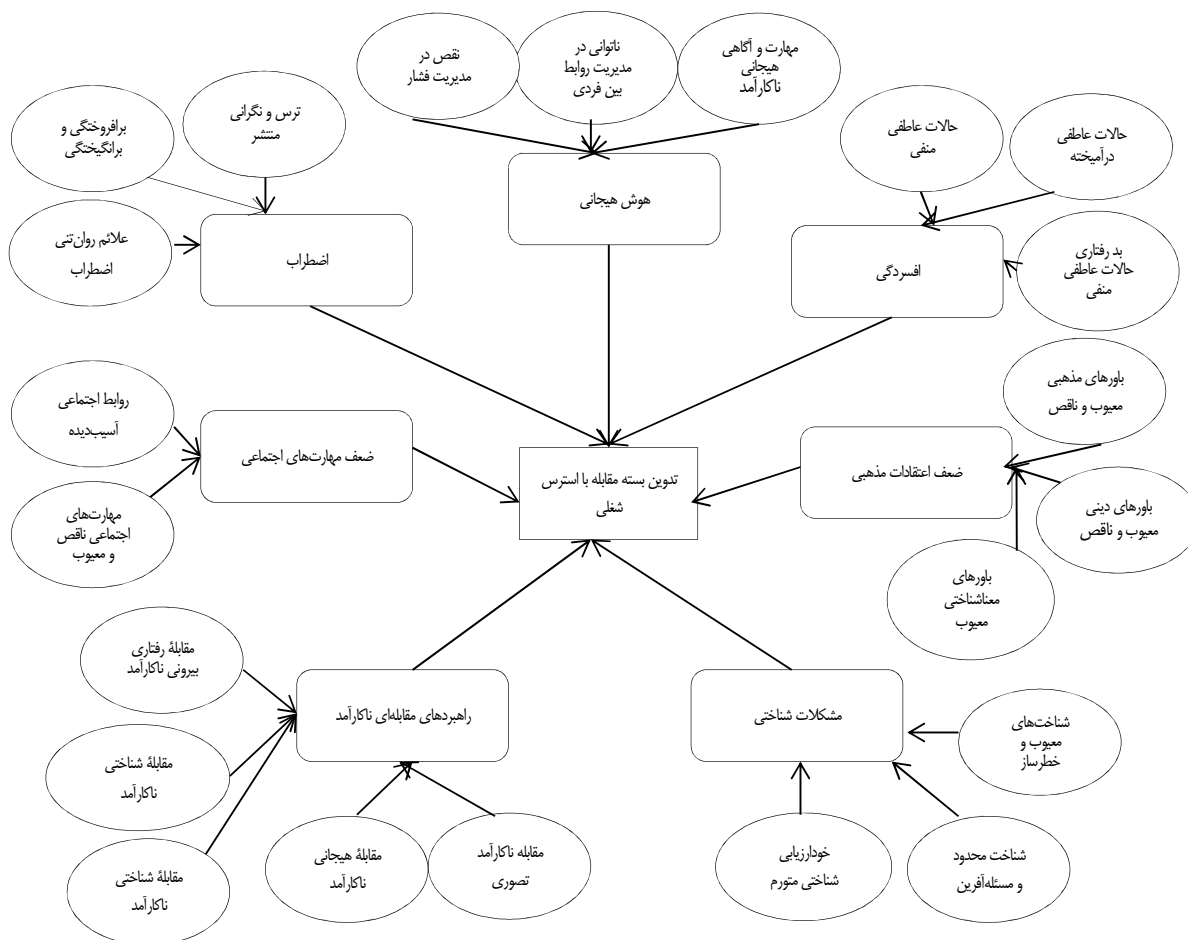 نقص در
مدیریت فشار
ناتوانی در
مدیریت روابط
بین فردی
مهارت و آگاهی
هیجانی
ناکارآمد
برافروختگی و
برانگیختگی
ترس و نگرانی
منتشر
حالات عاطفی
منفی
حالات عاطفی
درآمیخته
هوش هیجانی
علائم روان‌تنی
اضطراب
اضطراب
افسردگی
بد رفتاری
حالات عاطفی
منفی
روابط اجتماعی
آسیب‌دیده
ضعف مهارت‌های اجتماعی
تدوین بسته مقابله با استرس
شغلی
ضعف اعتقادات مذهبی
باورهای مذهبی
معیوب و ناقص
مهارت‌های
اجتماعی ناقص
و معیوب
باورهای دینی
معیوب و ناقص
باورهای
معناشناختی
معیوب
مقابلۀ رفتاری
بیرونی ناکارآمد
راهبردهای مقابله‌ای ناکارآمد
مشکلات شناختی
شناخت‌های
معیوب و
خطرساز
مقابلۀ شناختی
ناکارآمد
مقابلۀ شناختی
ناکارآمد
مقابلۀ هیجانی
ناکارآمد
مقابله ناکارآمد
تصوری
خودارزیابی
شناختی متورم
شناخت محدود
و مسئله‌آفرین